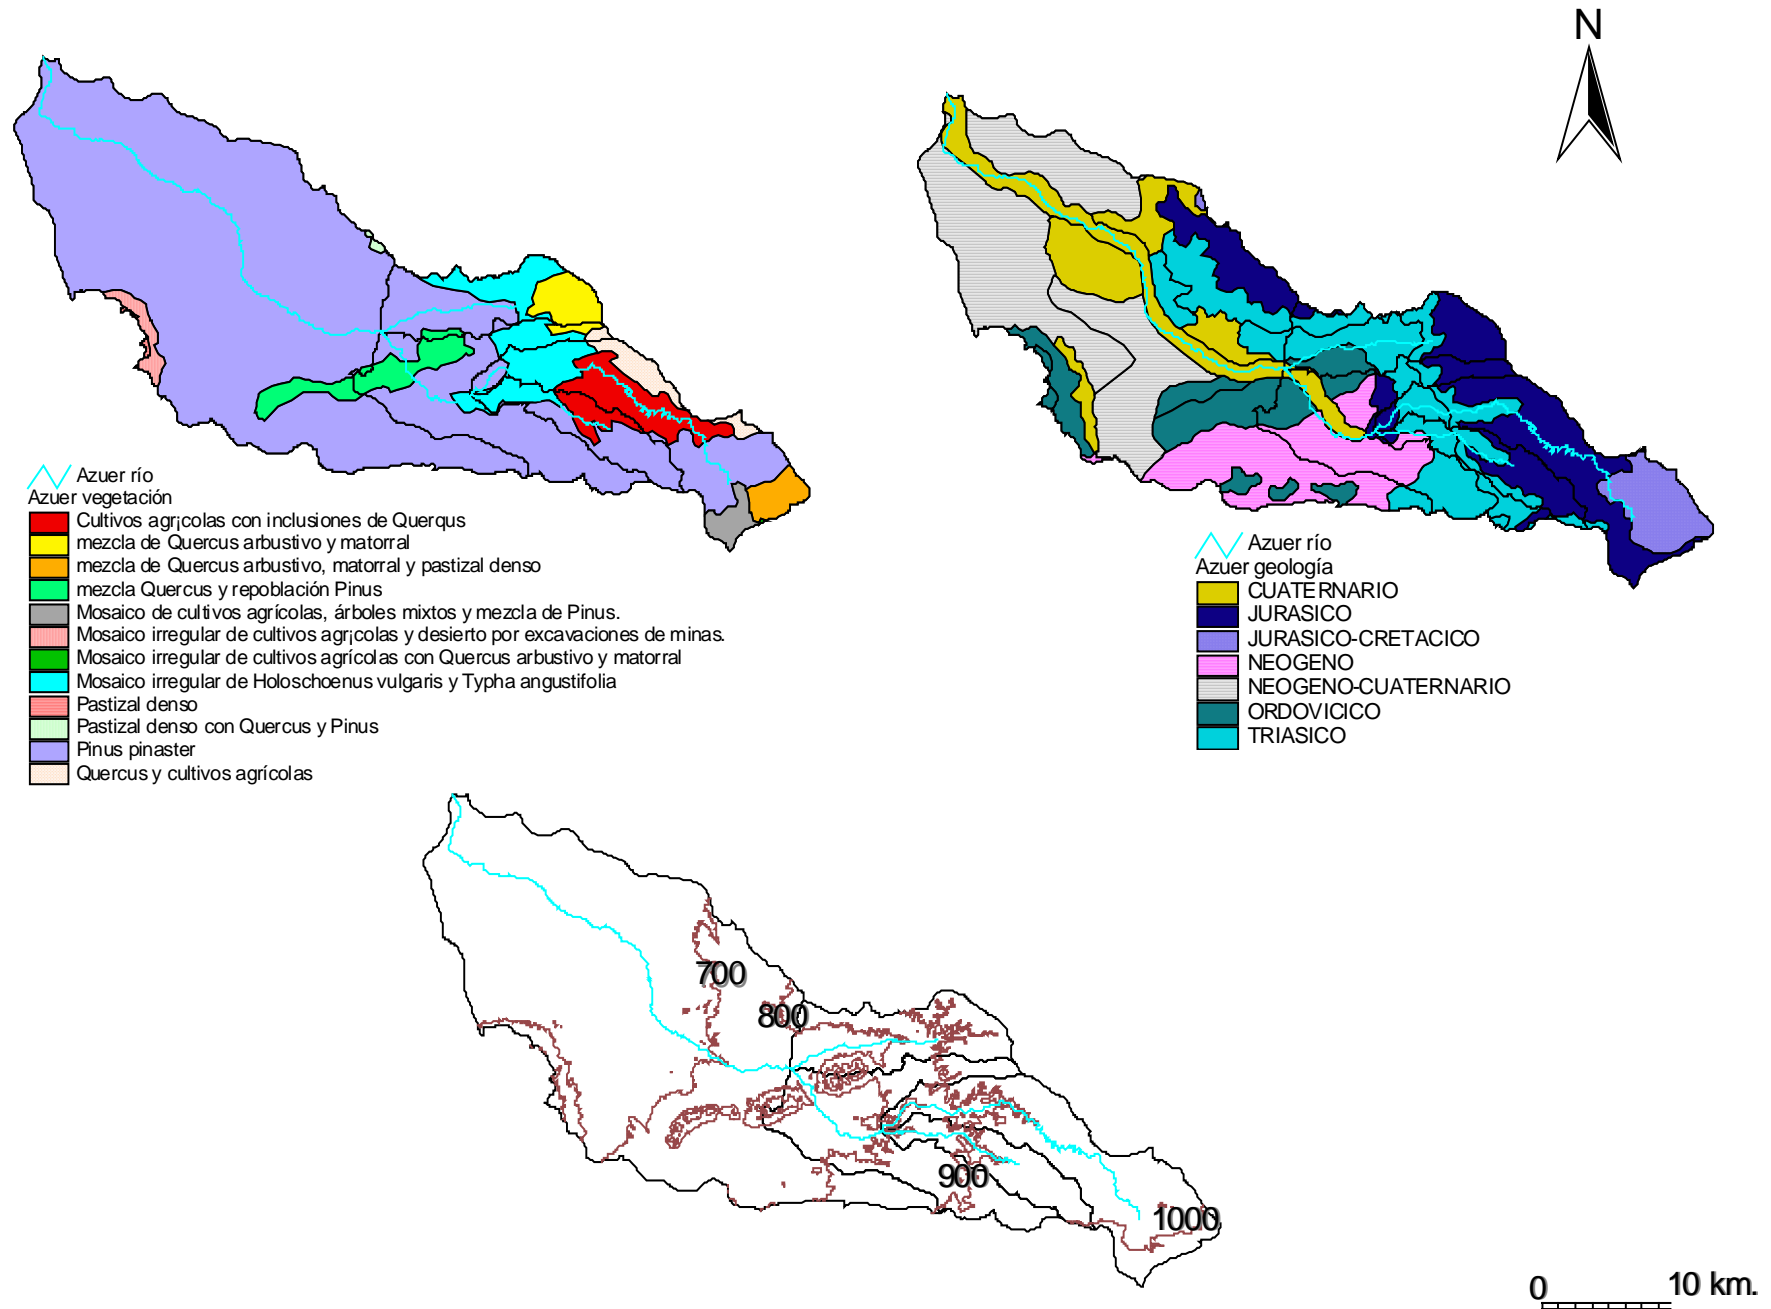 N
Azuer río
Azuer vegetación
Cultivos agr¡colas con inclusiones de Querqus
mezcla de Quercus arbustivo y matorral
mezcla de Quercus arbustivo, matorral y pastizal denso
mezcla Quercus y repoblación Pinus
Mosaico de cultivos agrícolas, árboles mixtos y mezcla de Pinus.
Mosaico irregular de cultivos agr¡colas y desierto por excavaciones de minas.
Mosaico irregular de cultivos agrícolas con Quercus arbustivo y matorral
Mosaico irregular de Holoschoenus vulgaris y Typha angustifolia
Pastizal denso
Pastizal denso con Quercus y Pinus
Pinus pinaster
Quercus y cultivos agrícolas
Azuer río
Azuer geología
CUATERNARIO
JURASICO
JURASICO-CRETACICO
NEOGENO
NEOGENO-CUATERNARIO
ORDOVICICO
TRIASICO
700
800
900
1000
0 10 km.